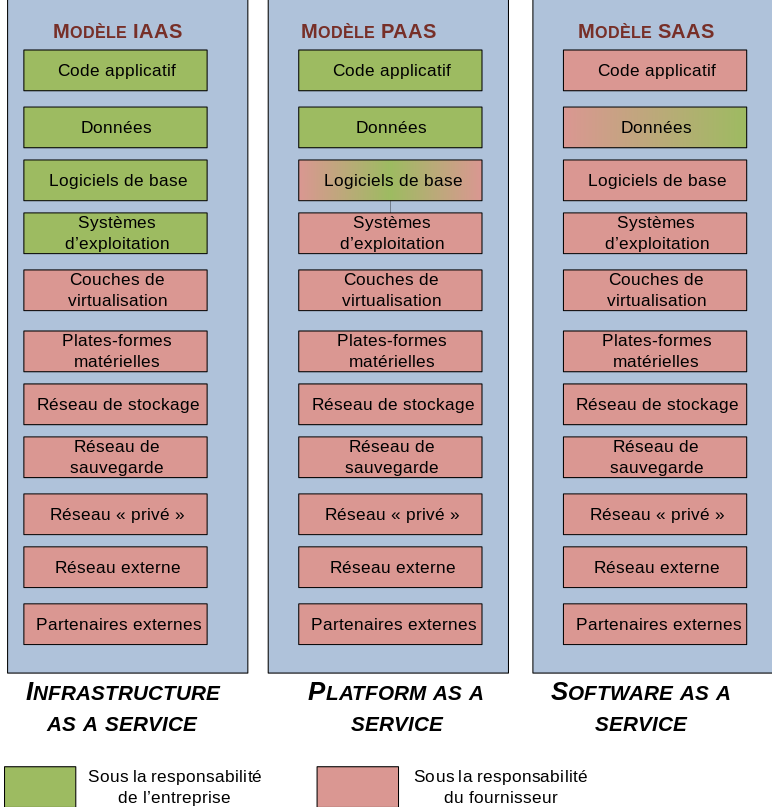 MODÈLE IAAS
Code applicatif
Données
Logiciels de base
Systèmes
d’exploitation
Couches de
virtualisation
Plates-formes
matérielles
Réseau de stockage
Réseau de
sauvegarde
Réseau « privé »
Réseau externe
Partenaires externes
INFRASTRUCTURE
AS A SERVICE
MODÈLE PAAS
Code applicatif
Données
Logiciels de base
Systèmes
d’exploitation
Couches de
virtualisation
Plates-formes
matérielles
Réseau de stockage
Réseau de
sauvegarde
Réseau « privé »
Réseau externe
Partenaires externes
PLATFORM AS A
SERVICE
MODÈLE SAAS
Code applicatif
Données
Logiciels de base
Systèmes
d’exploitation
Couches de
virtualisation
Plates-formes
matérielles
Réseau de stockage
Réseau de
sauvegarde
Réseau « privé »
Réseau externe
Partenaires externes
SOFTWARE AS A
SERVICE
Sous la responsabilité
de l’entreprise
Sous la responsabilité
du fournisseur